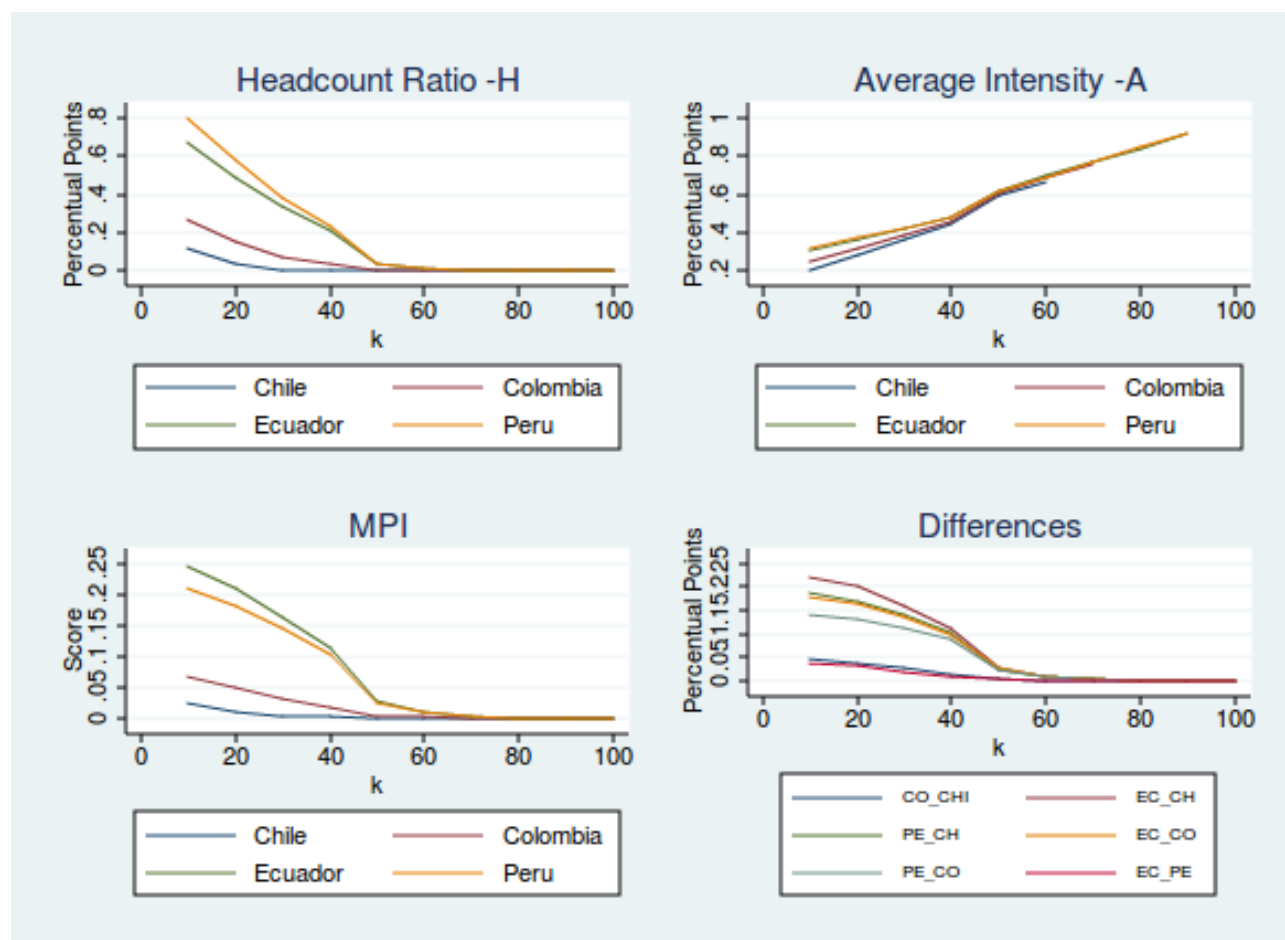 Headcount Ratio -H
Percentual Points
.8
.6
.4
.2
0
0 20 40 60 80 100
k
Chile Colombia
Ecuador Peru
Average Intensity -A
Percentual Points
1
.8
.6
.4
.2
0 20 40 60 80 100
k
Chile Colombia
Ecuador Peru
MPI
Score
.25
.2
.15
.1
.05
0
0 20 40 60 80 100
k
Chile Colombia
Ecuador Peru
Differences
Percentual Points
.25
.2
.15
.1
.05
0
0 20 40 60 80 100
k
CO_CHI EC_CH
PE_CH EC_CO
PE_CO EC_PE